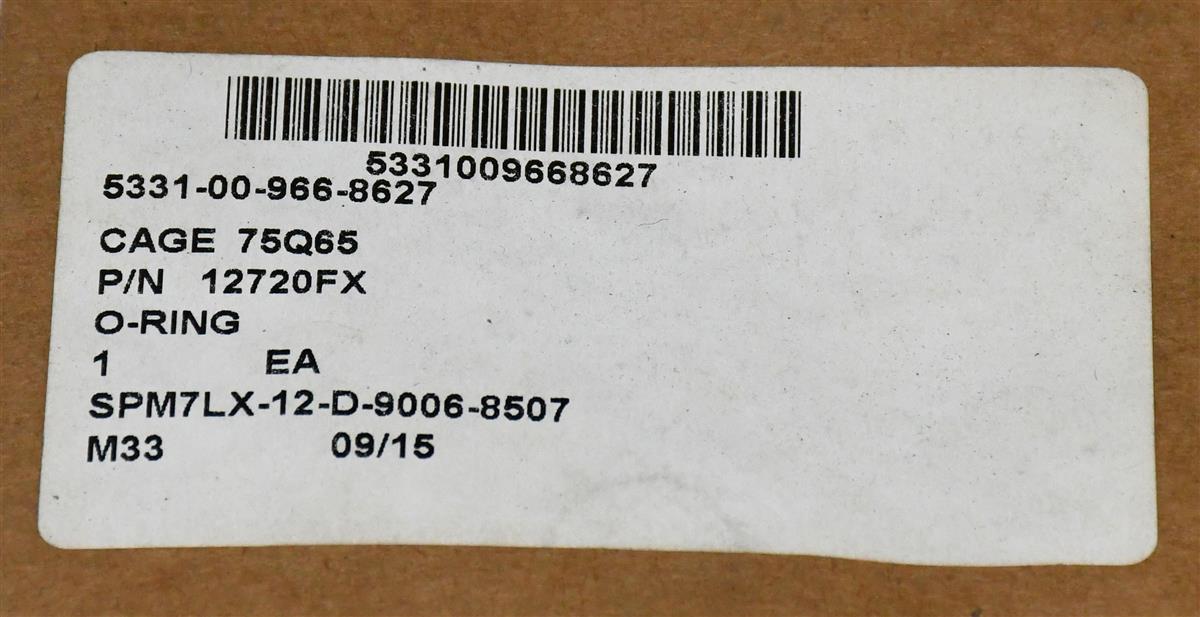 5331009668627
5331-00-966-8627
CAGE 75Q65
P/N 12720FX
O-RING
1 EA
SPM7LX-12-D-9006-8507
M33 09/15